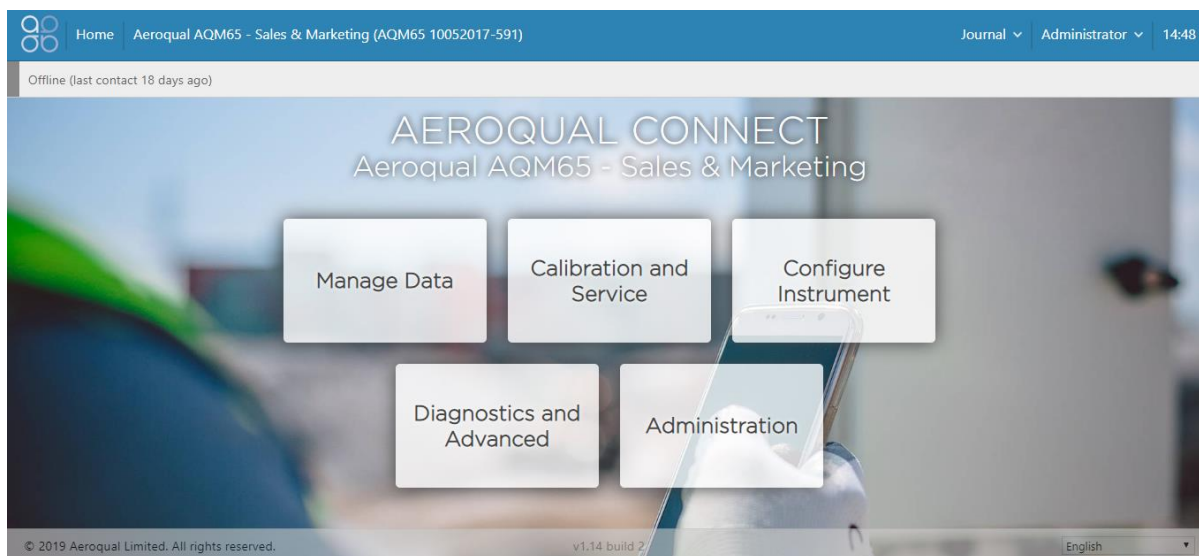 Home Aeroqual AQM65 - Sales & Marketing (AQM65 10052017-591) Journal Administrator 14:48
Offline (last contact 18 days ago)
AEROQUAL CONNECT
Aeroqual AQM65 - Sales & Marketing
Manage Data
Calibration and
Service
Configure
Instrument
Diagnostics and
Advanced
Administration
© 2019 Aeroqual Limited. All rights reserved. v1.14 build 2 English